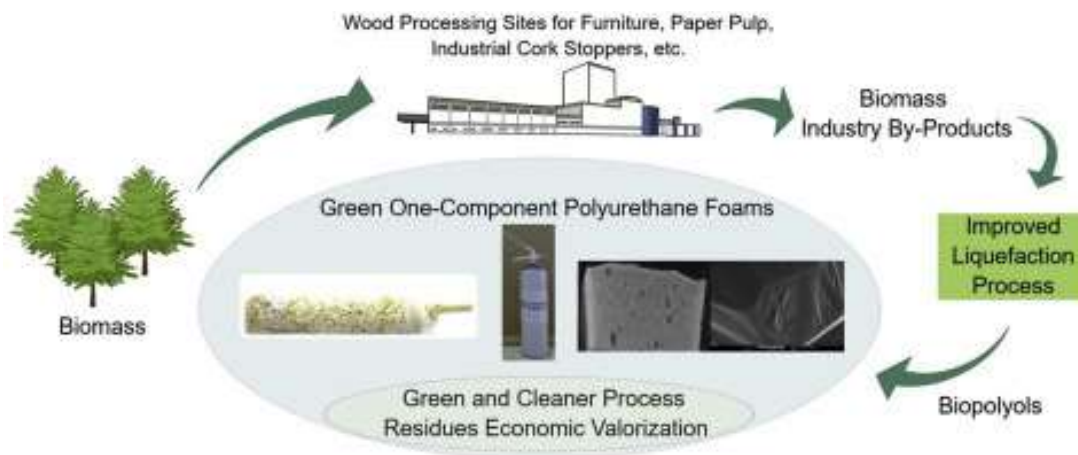 Wood Processing Sites for Furniture, Paper Pulp,
Industrial Cork Stoppers, etc.
Biomass
Industry By-Products
Green One-Component Polyurethane Foams
Improved
Liquefaction
Process
Biomass
Green and Cleaner Process
Residues Economic Valorization
Biopolyols